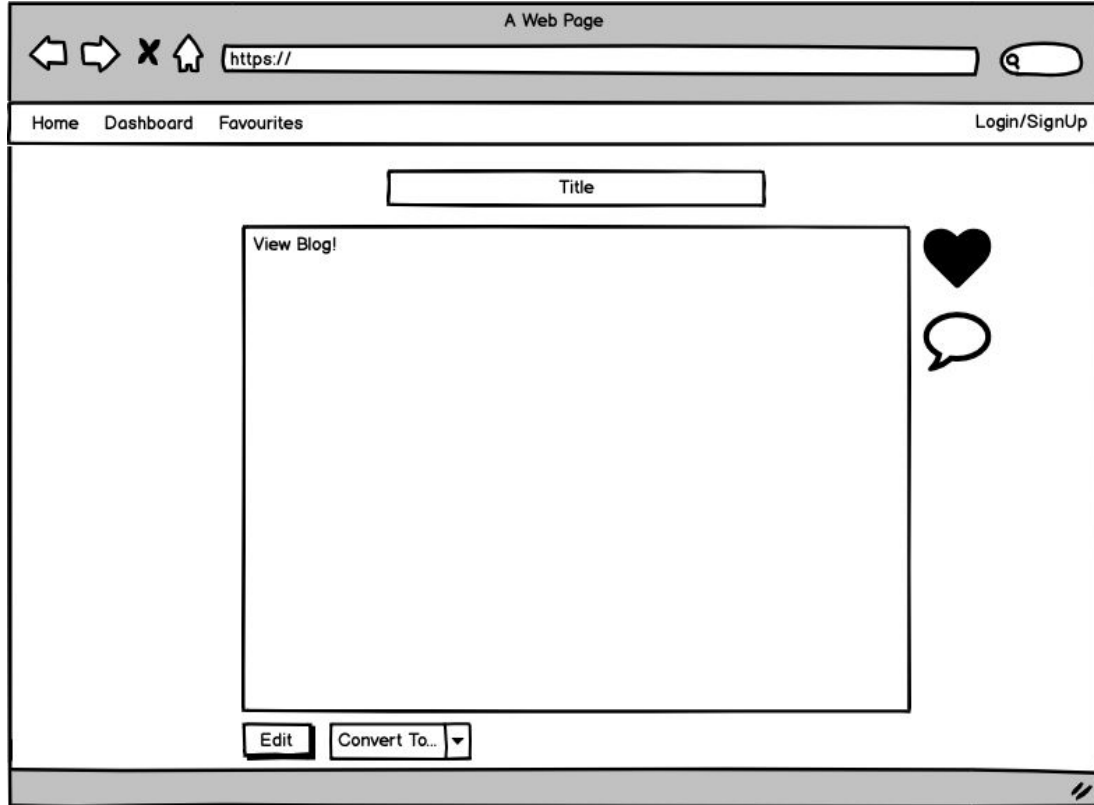 A Web Page
https://
Home Dashboard Favourites Login/SignUp
Title
View Blog!
Edit Convert To...